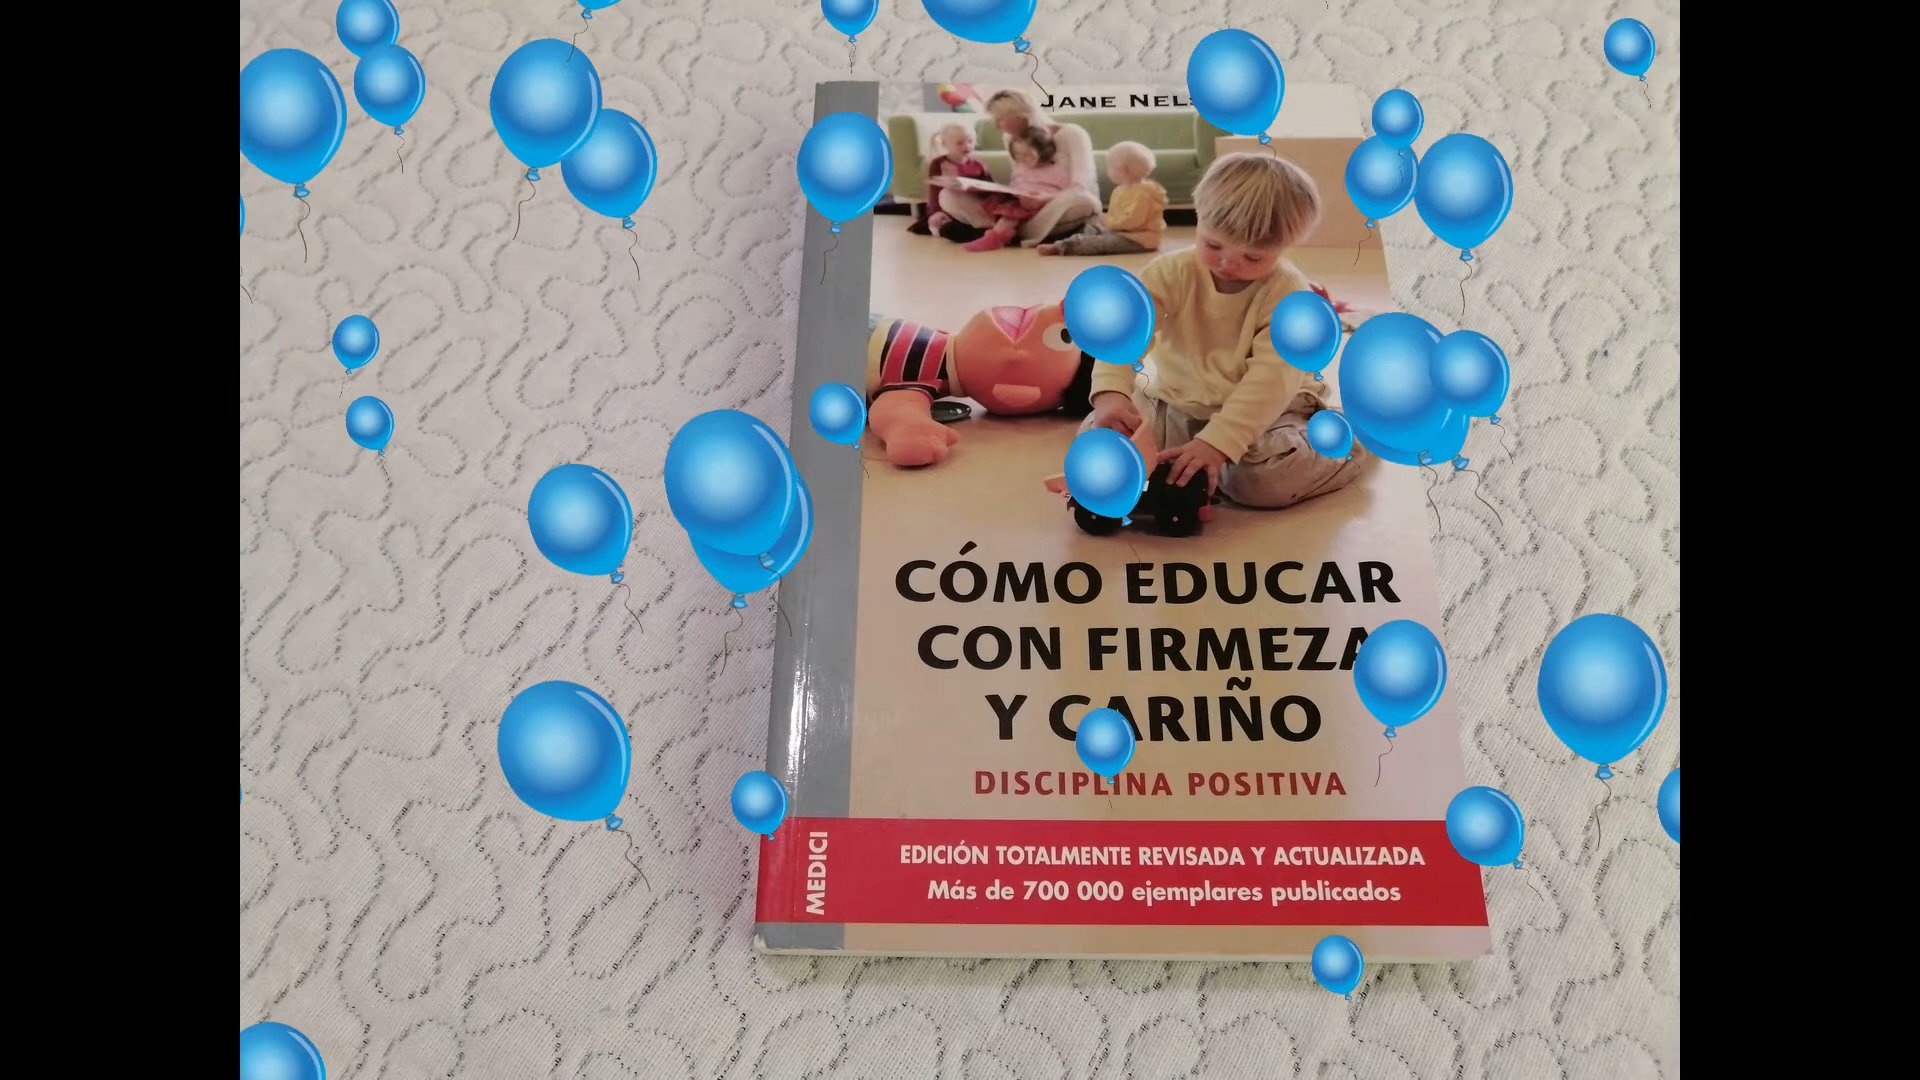 JANE
CÓMO EDUCAR
CON FIRMEZA
Y CARIÑO
DISCIPLINA POSITIVA
MEDICI
EDICIÓN TOTALMENTE REVISADA Y ACTUALIZADA
Más de 700 000 ejemplares publicados